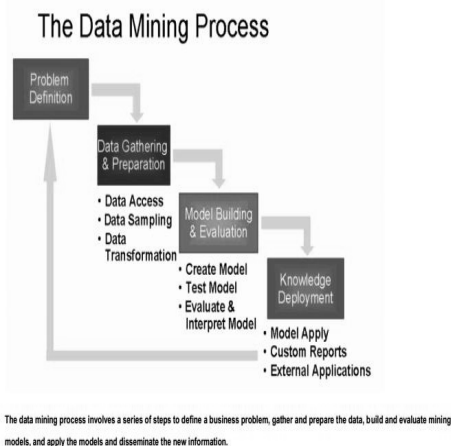 The Data Mining Process
Problem
Definition
Data Gathering
& Preparation
• Data Access
• Data Sampling
• Data
Transformation
Model Building
& Evaluation
• Create Model
• Test Model
• Evaluate &
Interpret Model
Knowledge
Deployment
• Model Apply
• Custom Reports
• External Applications
The data mining process involves a series of steps to define a business problem, gather and prepare the data, build and evaluate mining
models, and apply the models and disseminate the new information.